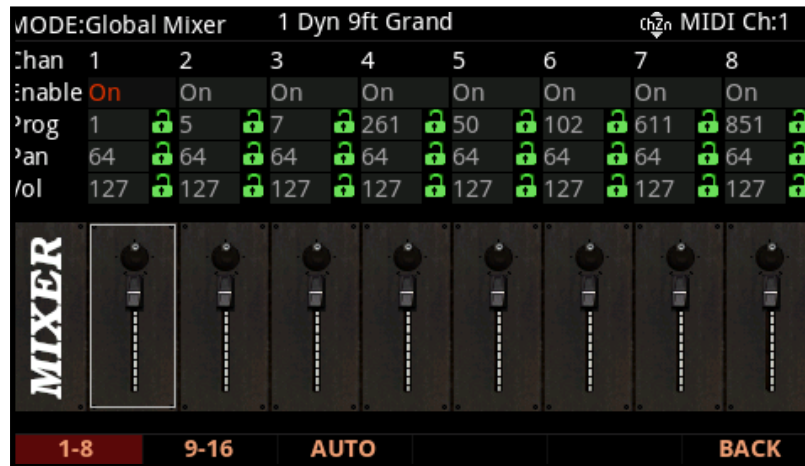 MODE:Global Mixer 1 Dyn 9ft Grand ChZn MIDI Ch:1
Chan 1 2 3 4 5 6 7 8
Enable On On On On On On On On
Prog 1 5 7 261 50 102 611 851
Pan 64 64 64 64 64 64 64 64
Vol 127 127 127 127 127 127 127 127
MIXER
1-8 9-16 AUTO BACK